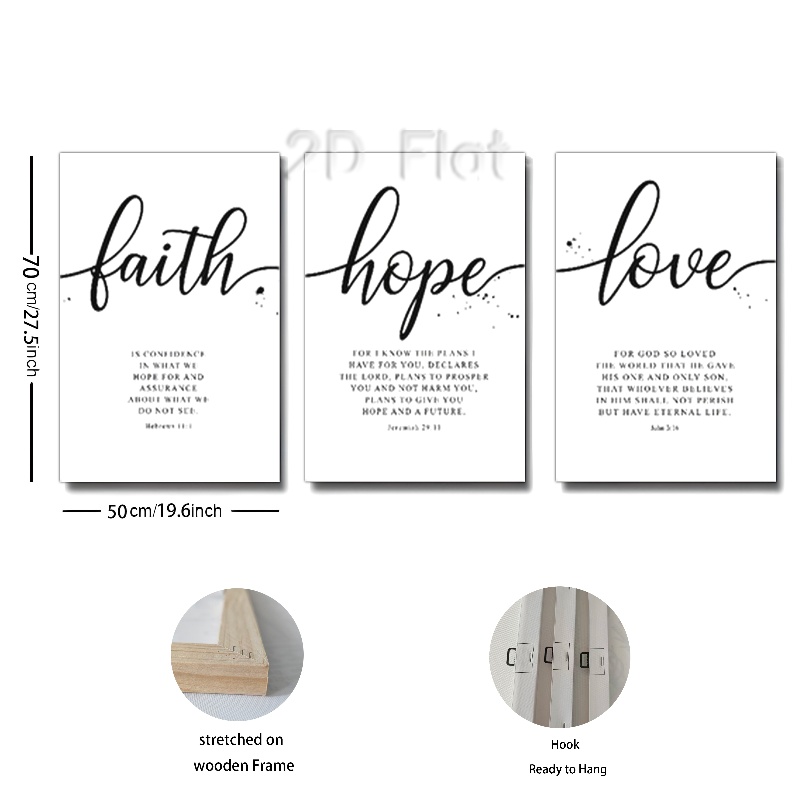 2D Flat
faith
IS CONFIDENCE
IN WHAT WE
HOPE FOR AND
ASSURANCE
ABOUT WHAT WE
DO NOT SEE.
Hebrews 11:1
hope
FOR I KNOW THE PLANS I
HAVE FOR YOU, DECLARES
THE LORD, PLANS TO PROSPER
YOU AND NOT HARM YOU,
PLANS TO GIVE YOU
HOPE AND A FUTURE.
Jeremiah 29:11
love
FOR GOD SO LOVED
THE WORLD THAT HE GAVE
HIS ONE AND ONLY SON,
THAT WHOEVER BELIEVES
IN HIM SHALL NOT PERISH
BUT HAVE ETERNAL LIFE.
John 3:16
70cm/27.5inch
50cm/19.6inch
stretched on
wooden Frame
Hook
Ready to Hang